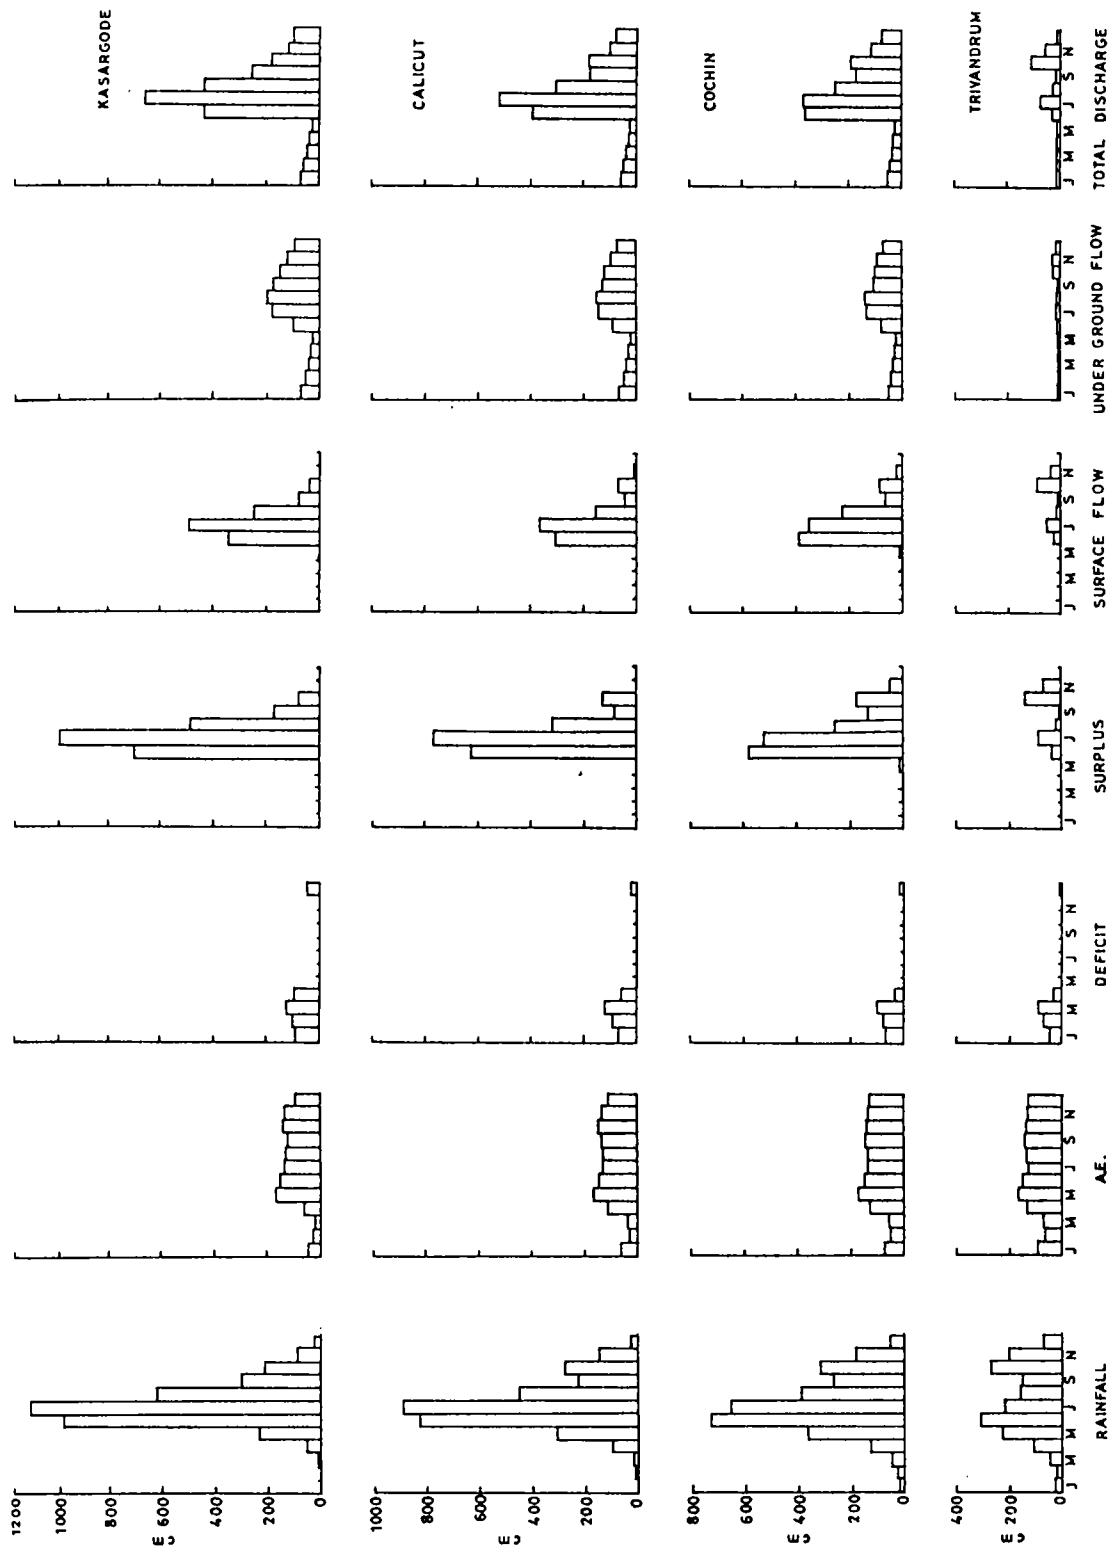 KASARGODE
1200
1000
800
600
400
200
0
cm
CALICUT
1000
800
600
400
200
0
cm
COCHIN
800
600
400
200
0
cm
TRIVANDRUM
400
200
0
cm
J M M J S N
J M M J S N
J M M J S N
J M M J S N
J M M J S N
J M M J S N
J M M J S N
RAINFALL
A.E.
DEFICIT
SURPLUS
SURFACE FLOW
UNDER GROUND FLOW
TOTAL DISCHARGE